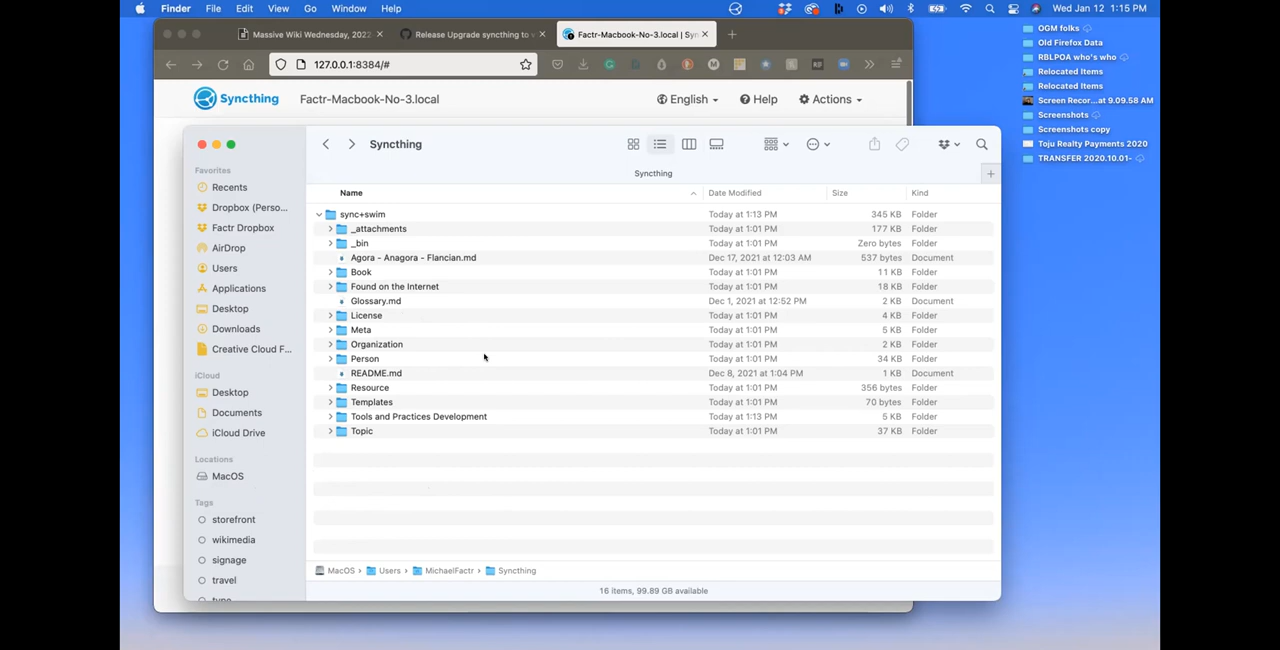 Finder File Edit View Go Window Help Wed Jan 12 1:15 PM
Massive Wiki Wednesday, 2022 Release Upgrade syncthing to v Factr-Macbook-No-3.local | Syn
127.0.0.1:8384/#
Syncthing Factr-Macbook-No-3.local English Help Actions
OGM folks
Old Firefox Data
RBLPOA who's who
Relocated Items
Relocated Items
Screen Recor...at 9.09.58 AM
Screenshots
Screenshots copy
Toju Realty Payments 2020
TRANSFER 2020.10.01-
Syncthing
Syncthing
Favorites
Recents
Dropbox (Perso...
Factr Dropbox
AirDrop
Users
Applications
Desktop
Downloads
Creative Cloud F...
iCloud
Desktop
Documents
iCloud Drive
Locations
MacOS
Tags
storefront
wikimedia
signage
travel
type
Name Date Modified Size Kind
sync+swim Today at 1:13 PM 345 KB Folder
_attachments Today at 1:01 PM 177 KB Folder
_bin Today at 1:01 PM Zero bytes Folder
Agora - Anagora - Flancian.md Dec 17, 2021 at 12:03 AM 537 bytes Document
Book Today at 1:01 PM 11 KB Folder
Found on the Internet Today at 1:01 PM 18 KB Folder
Glossary.md Dec 1, 2021 at 12:52 PM 2 KB Document
License Today at 1:01 PM 4 KB Folder
Meta Today at 1:01 PM 5 KB Folder
Organization Today at 1:01 PM 2 KB Folder
Person Today at 1:01 PM 34 KB Folder
README.md Dec 8, 2021 at 1:04 PM 1 KB Document
Resource Today at 1:01 PM 356 bytes Folder
Templates Today at 1:01 PM 70 bytes Folder
Tools and Practices Development Today at 1:13 PM 5 KB Folder
Topic Today at 1:01 PM 37 KB Folder
MacOS › Users › MichaelFactr › Syncthing
16 items, 99.89 GB available